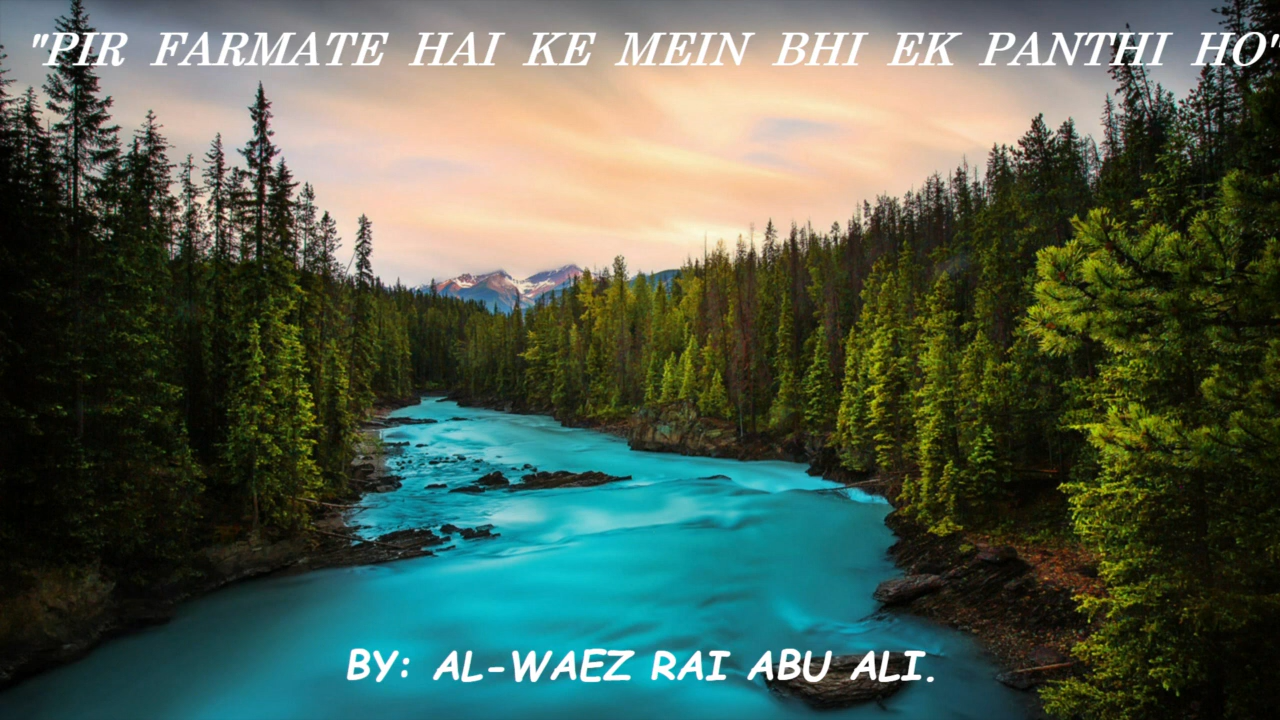 "PIR FARMATE HAI KE MEIN BHI EK PANTHI HO"
BY: AL-WAEZ RAI ABU ALI.